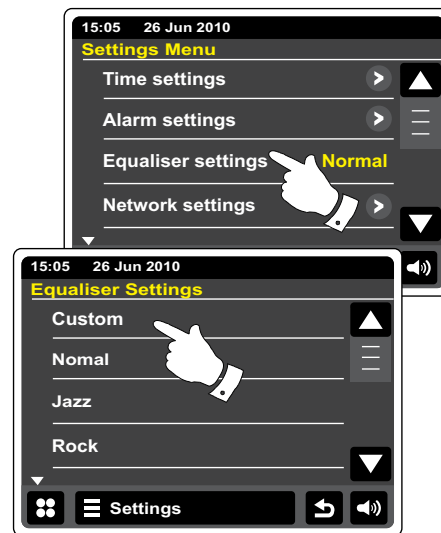 15:05 26 Jun 2010
Settings Menu
Time settings
Alarm settings
Equaliser settings Normal
Network settings
15:05 26 Jun 2010
Equaliser Settings
Custom
Nomal
Jazz
Rock
Settings